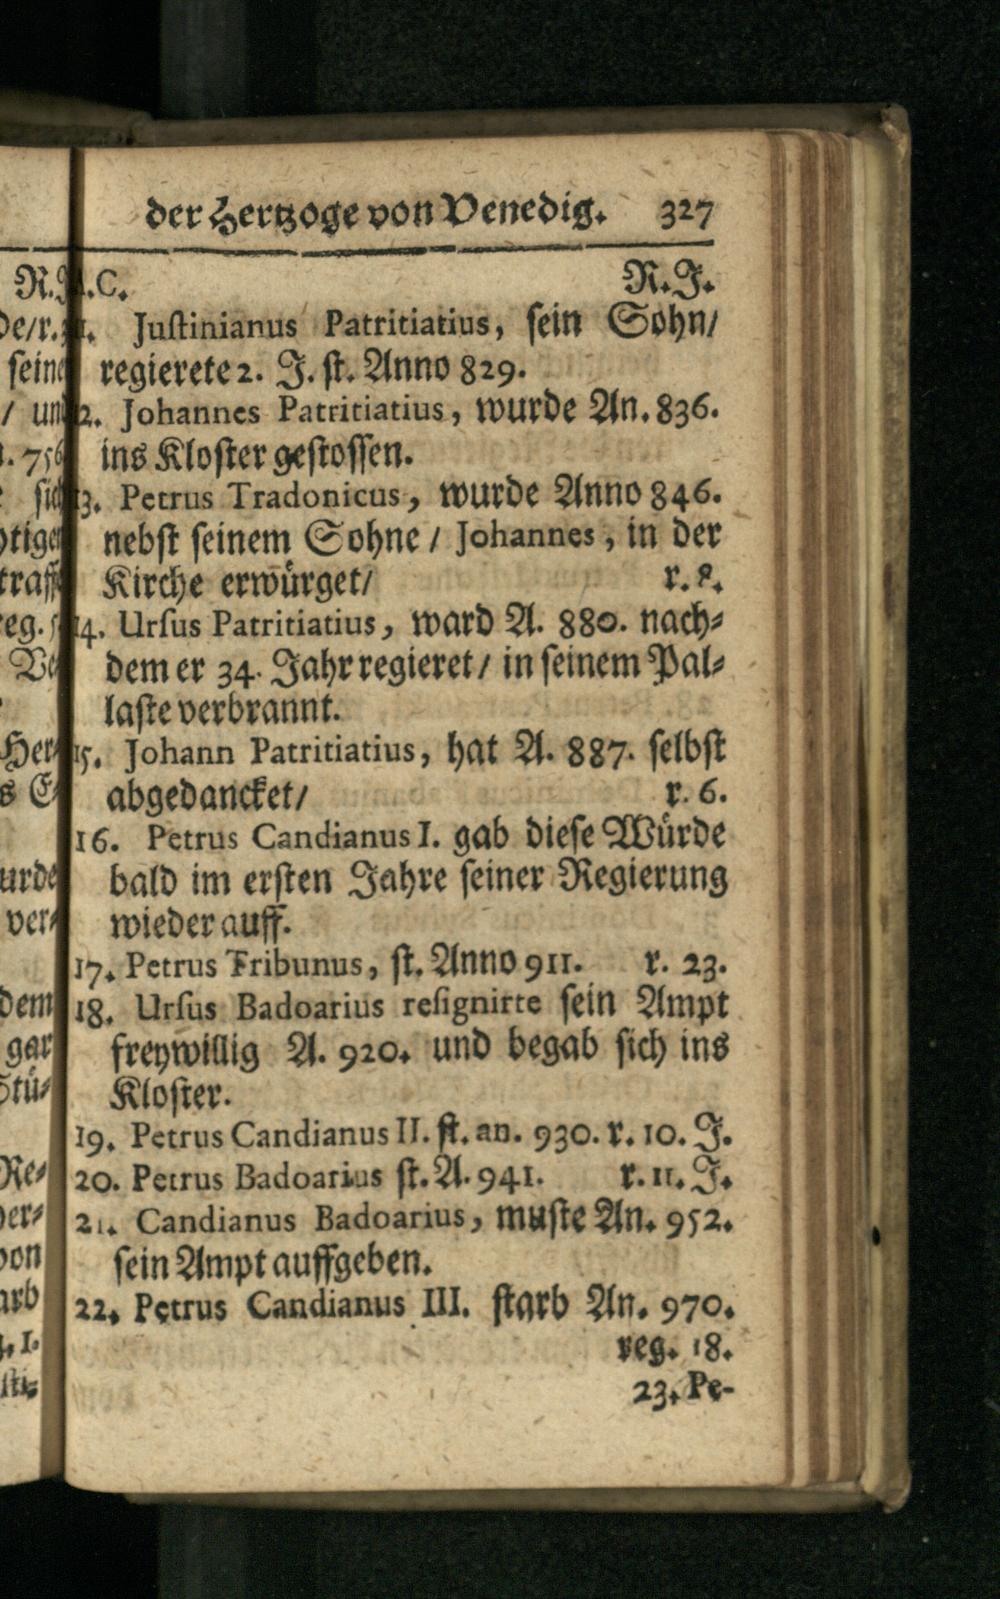 der Hertzoge von Venedig. 327
A.C. R.J.
11. Juſtinianus Patritiatius, ſein Sohn/
regierete 2. J. ſt. Anno 829.
12. Johannes Patritiatius, wurde An. 836.
ins Kloſter geſtoſſen.
13. Petrus Tradonicus, wurde Anno 846.
nebſt ſeinem Sohne / Johannes, in der
Kirche erwürget/ r. 8.
14. Urſus Patritiatius, ward A. 880. nach⸗
dem er 34. Jahr regieret / in ſeinem Pal⸗
laſte verbrannt.
15. Johann Patritiatius, hat A. 887. ſelbſt
abgedancket/ r. 6.
16. Petrus Candianus I. gab dieſe Würde
bald im erſten Jahre ſeiner Regierung
wieder auff.
17. Petrus Tribunus, ſt. Anno 911. r. 23.
18. Urſus Badoarius reſignirte ſein Ampt
freywillig A. 920. und begab ſich ins
Kloſter.
19. Petrus Candianus II. ſt. an. 930. r. 10. J.
20. Petrus Badoarius ſt. A. 941. r. 11. J.
21. Candianus Badoarius, muſte An. 952.
ſein Ampt auffgeben.
22. Petrus Candianus III. ſtarb An. 970.
reg. 18.
23. Pe-